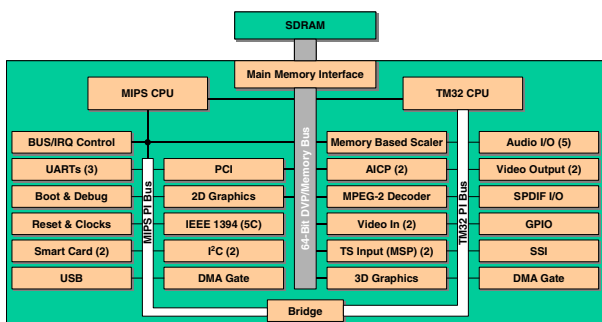 SDRAM
Main Memory Interface
MIPS CPU
TM32 CPU
BUS/IRQ Control
Memory Based Scaler
Audio I/O (5)
UARTs (3)
PCI
AICP (2)
Video Output (2)
Boot & Debug
2D Graphics
MPEG-2 Decoder
SPDIF I/O
Reset & Clocks
IEEE 1394 (5C)
Video In (2)
GPIO
Smart Card (2)
I²C (2)
TS Input (MSP) (2)
SSI
USB
DMA Gate
3D Graphics
DMA Gate
MIPS PI Bus
64-Bit DVP/Memory Bus
TM32 PI Bus
Bridge